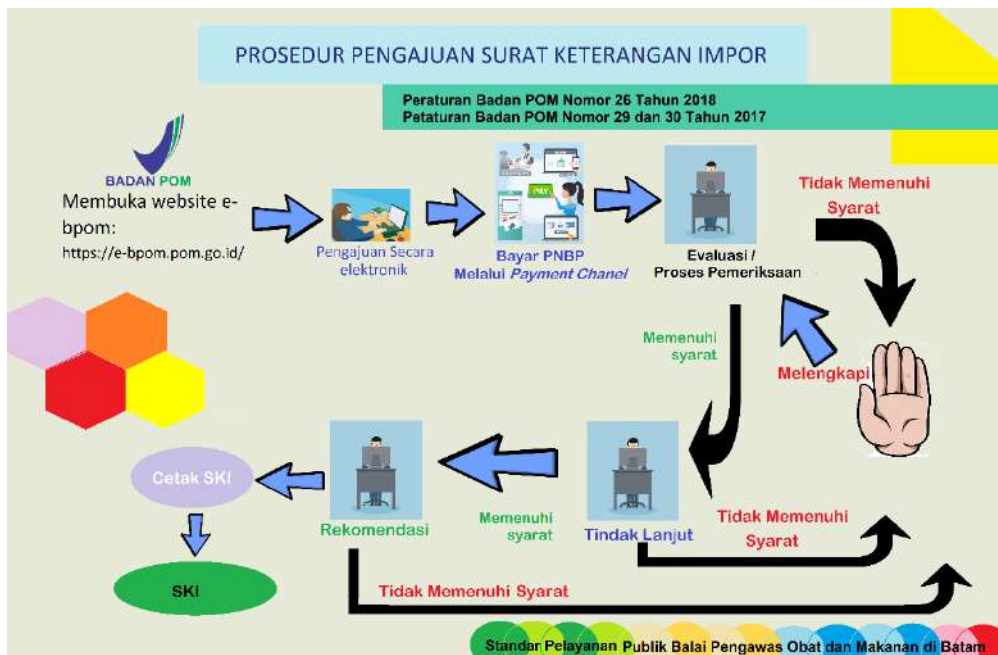 PROSEDUR PENGAJUAN SURAT KETERANGAN IMPOR
Peraturan Badan POM Nomor 26 Tahun 2018
Petaturan Badan POM Nomor 29 dan 30 Tahun 2017
BADAN POM
Membuka website e-
bpom:
https://e-bpom.pom.go.id/
Pengajuan Secara
elektronik
PAY
Bayar PNBP
Melalui Payment Chanel
Evaluasi /
Proses Pemeriksaan
Tidak Memenuhi
Syarat
Memenuhi
syarat
Melengkapi
Cetak SKI
Rekomendasi
Memenuhi
syarat
Tindak Lanjut
Tidak Memenuhi
Syarat
SKI
Tidak Memenuhi Syarat
Standar Pelayanan Publik Balai Pengawas Obat dan Makanan di Batam